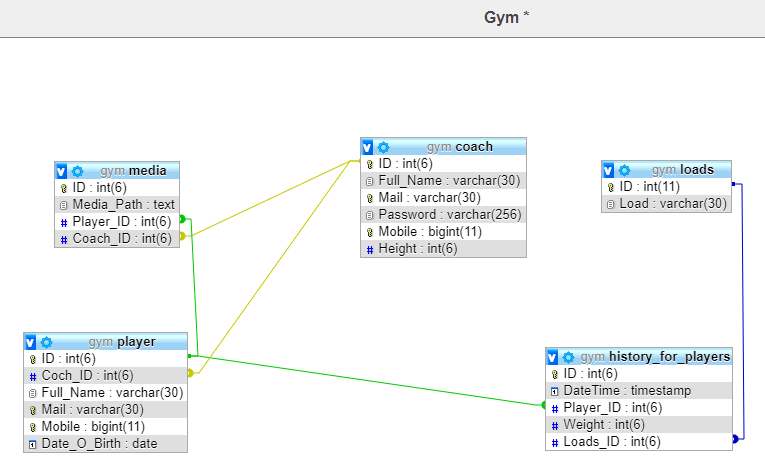 Gym *
gym media
ID : int(6)
Media_Path : text
# Player_ID : int(6)
# Coach_ID : int(6)
gym coach
ID : int(6)
Full_Name : varchar(30)
Mail : varchar(30)
Password : varchar(256)
Mobile : bigint(11)
# Height : int(6)
gym loads
ID : int(11)
Load : varchar(30)
gym player
ID : int(6)
# Coch_ID : int(6)
Full_Name : varchar(30)
Mail : varchar(30)
Mobile : bigint(11)
Date_O_Birth : date
gym history_for_players
ID : int(6)
DateTime : timestamp
# Player_ID : int(6)
# Weight : int(6)
# Loads_ID : int(6)